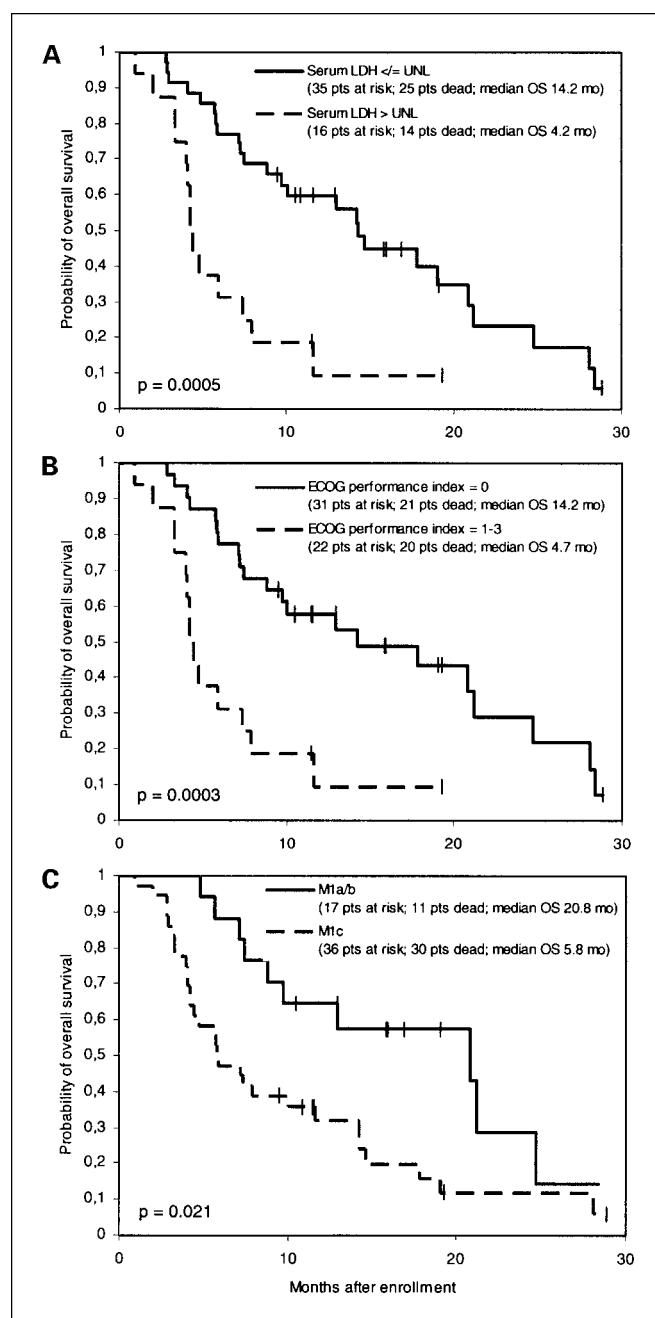 A
Serum LDH </= UNL
(35 pts at risk; 25 pts dead; median OS 14.2 mo)
Serum LDH > UNL
(16 pts at risk; 14 pts dead; median OS 4.2 mo)
Probability of overall survival
1
0,9
0,8
0,7
0,6
0,5
0,4
0,3
0,2
0,1
0
p = 0.0005
0 10 20 30
B
ECOG performance index = 0
(31 pts at risk; 21 pts dead; median OS 14.2 mo)
ECOG performance index = 1-3
(22 pts at risk; 20 pts dead; median OS 4.7 mo)
Probability of overall survival
1
0,9
0,8
0,7
0,6
0,5
0,4
0,3
0,2
0,1
0
p = 0.0003
0 10 20 30
C
M1a/b
(17 pts at risk; 11 pts dead; median OS 20.8 mo)
M1c
(36 pts at risk; 30 pts dead; median OS 5.8 mo)
Probability of overall survival
1
0,9
0,8
0,7
0,6
0,5
0,4
0,3
0,2
0,1
0
p = 0.021
0 10 20 30
Months after enrollment